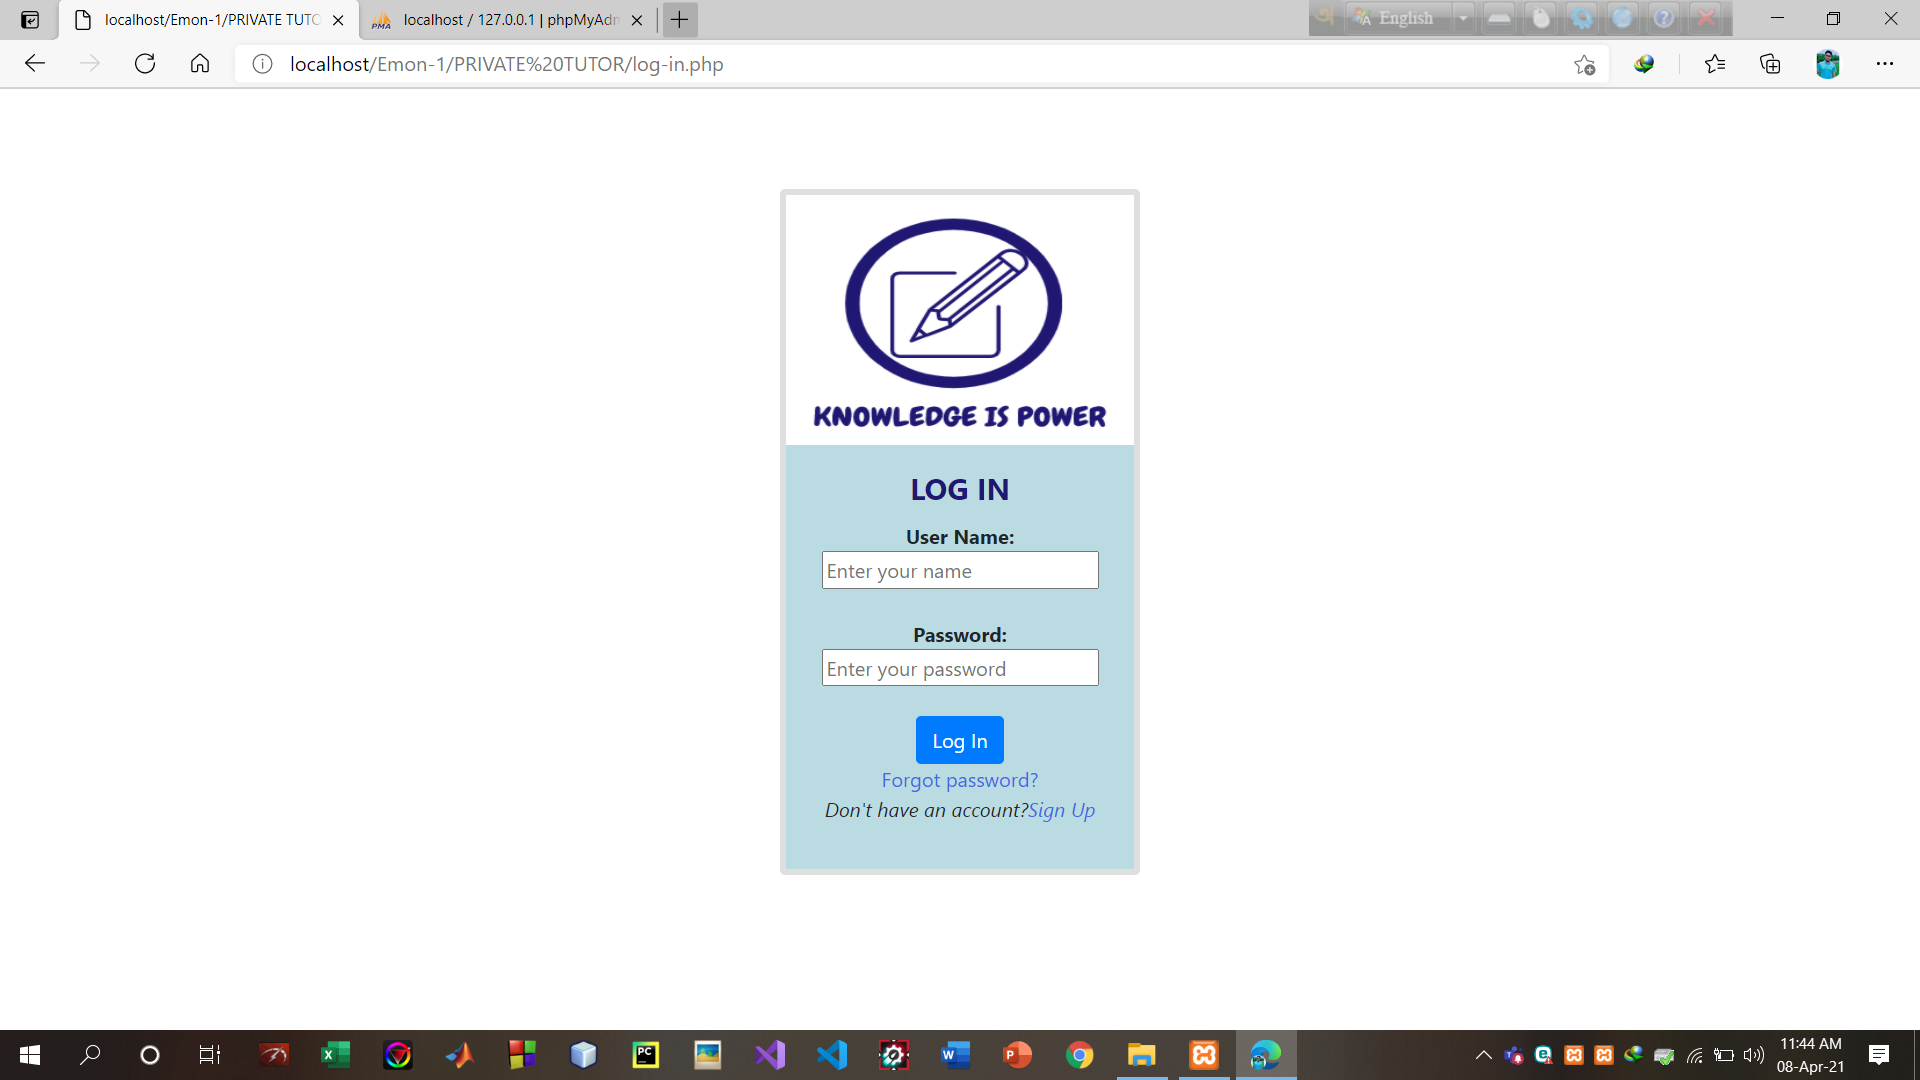 localhost/Emon-1/PRIVATE TUTO
localhost / 127.0.0.1 | phpMyAdm
English
localhost/Emon-1/PRIVATE%20TUTOR/log-in.php
KNOWLEDGE IS POWER
LOG IN
User Name:
Enter your name
Password:
Enter your password
Log In
Forgot password?
Don't have an account?Sign Up
11:44 AM
08-Apr-21